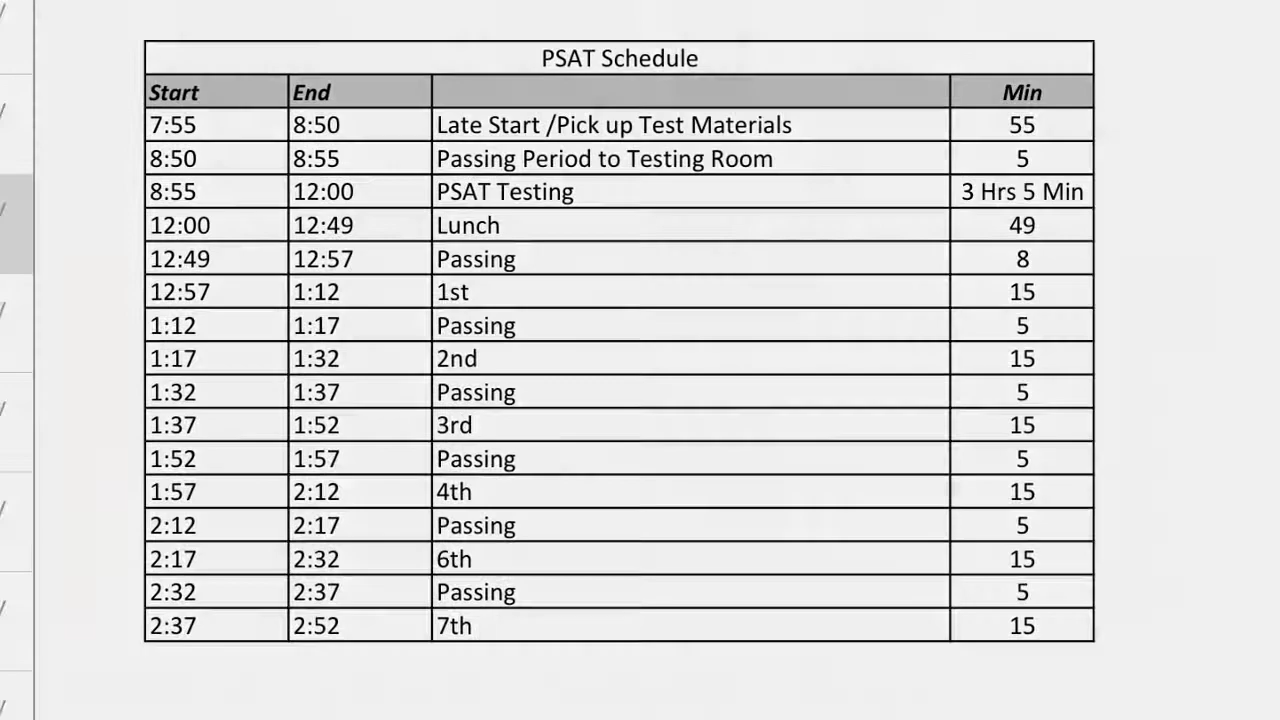 PSAT Schedule
Start End Min
7:55 8:50 Late Start /Pick up Test Materials 55
8:50 8:55 Passing Period to Testing Room 5
8:55 12:00 PSAT Testing 3 Hrs 5 Min
12:00 12:49 Lunch 49
12:49 12:57 Passing 8
12:57 1:12 1st 15
1:12 1:17 Passing 5
1:17 1:32 2nd 15
1:32 1:37 Passing 5
1:37 1:52 3rd 15
1:52 1:57 Passing 5
1:57 2:12 4th 15
2:12 2:17 Passing 5
2:17 2:32 6th 15
2:32 2:37 Passing 5
2:37 2:52 7th 15